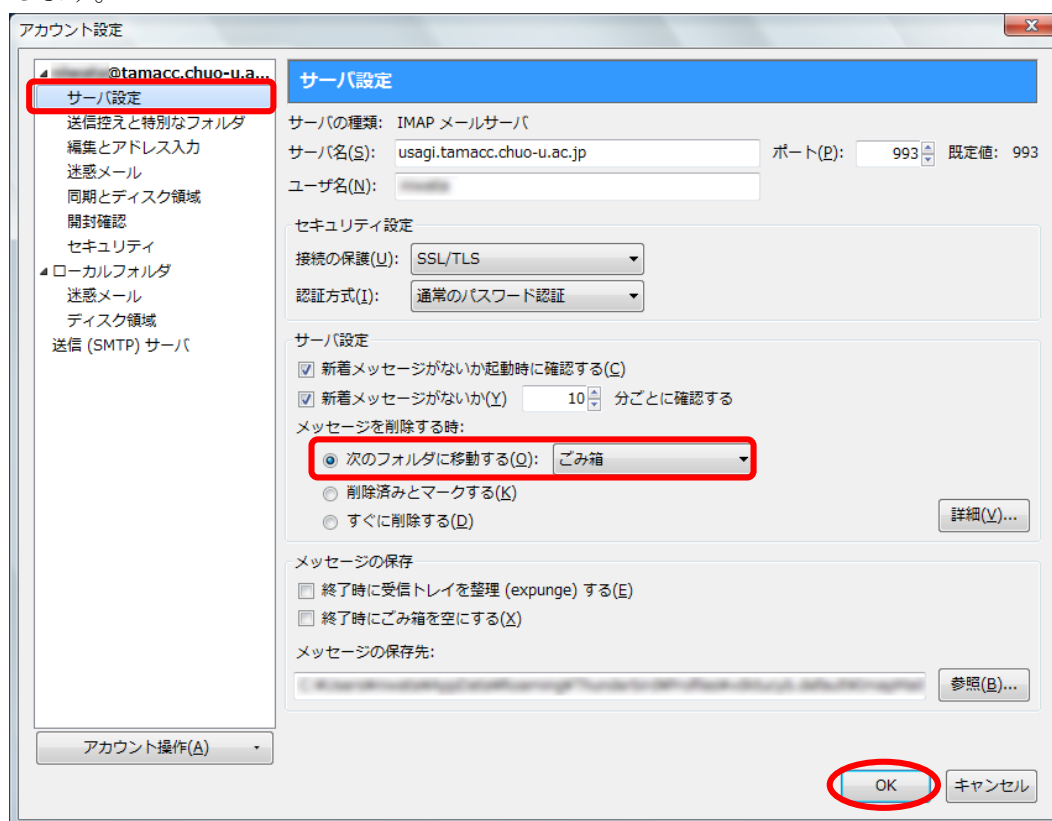 アカウント設定
@tamacc.chuo-u.a...
サーバ設定
送信控えと特別なフォルダ
編集とアドレス入力
迷惑メール
同期とディスク領域
開封確認
セキュリティ
ローカルフォルダ
迷惑メール
ディスク領域
送信 (SMTP) サーバ
アカウント操作(A)
サーバ設定
サーバの種類: IMAP メールサーバ
サーバ名(S): usagi.tamacc.chuo-u.ac.jp ポート(P): 993 既定値: 993
ユーザ名(N):
セキュリティ設定
接続の保護(U): SSL/TLS
認証方式(I): 通常のパスワード認証
サーバ設定
新着メッセージがないか起動時に確認する(C)
新着メッセージがないか(Y) 10 分ごとに確認する
メッセージを削除する時:
次のフォルダに移動する(O): ごみ箱
削除済みとマークする(K)
すぐに削除する(D)
詳細(V)...
メッセージの保存
終了時に受信トレイを整理 (expunge) する(E)
終了時にごみ箱を空にする(X)
メッセージの保存先:
参照(B)...
OK キャンセル